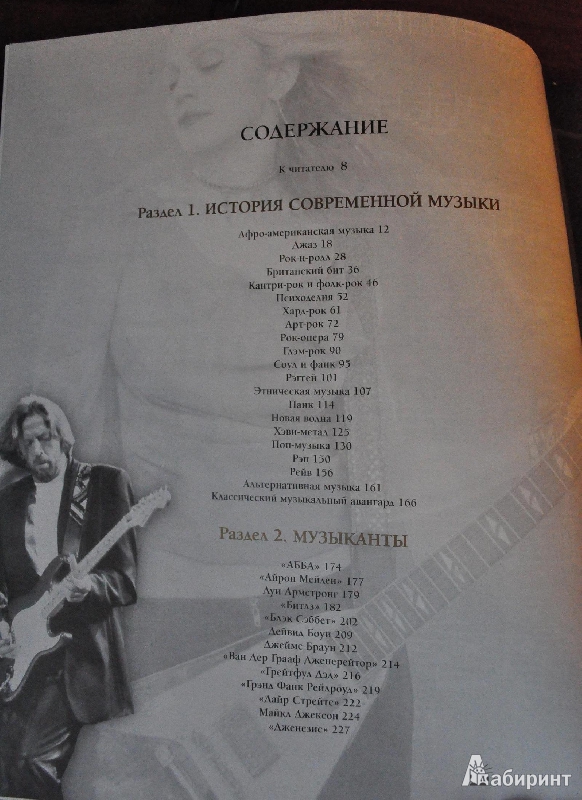 СОДЕРЖАНИЕ
К читателю 8
Раздел 1. ИСТОРИЯ СОВРЕМЕННОЙ МУЗЫКИ
Афро-американская музыка 12
Джаз 18
Рок-н-ролл 28
Британский бит 36
Кантри-рок и фолк-рок 46
Психоделия 52
Хард-рок 61
Арт-рок 72
Рок-опера 79
Глэм-рок 90
Соул и фанк 95
Рэггей 101
Этническая музыка 107
Панк 114
Новая волна 119
Хэви-метал 125
Поп-музыка 130
Рэп 150
Рейв 156
Альтернативная музыка 161
Классический музыкальный авангард 166
Раздел 2. МУЗЫКАНТЫ
«АББА» 174
«Айрон Мейден» 177
Луи Армстронг 179
«Битлз» 182
«Блэк Сэббет» 202
Дейвид Боуи 209
Джеймс Браун 212
«Ван Дер Грааф Дженерейтор» 214
«Грейтфул Дэд» 216
«Грэнд Фанк Рейлроуд» 219
«Дайр Стрейтс» 222
Майкл Джексон 224
«Дженезис» 227
Лабиринт